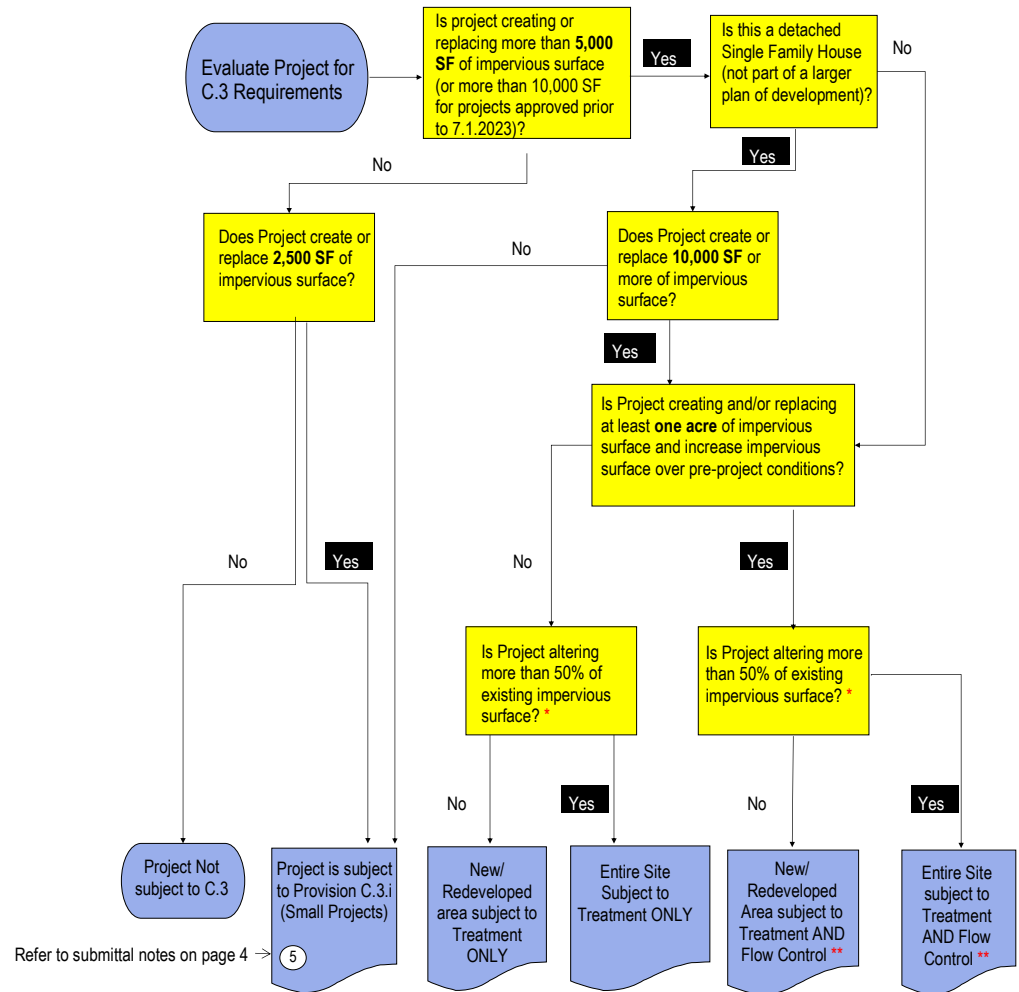 Evaluate Project for
C.3 Requirements
Is project creating or
replacing more than 5,000
SF of impervious surface
(or more than 10,000 SF
for projects approved prior
to 7.1.2023)?
Yes
Is this a detached
Single Family House
(not part of a larger
plan of development)?
No
No
Yes
Does Project create or
replace 2,500 SF of
impervious surface?
No
Does Project create or
replace 10,000 SF or
more of impervious
surface?
Yes
Is Project creating and/or replacing
at least one acre of impervious
surface and increase impervious
surface over pre-project conditions?
No
Yes
No
Yes
Is Project altering
more than 50% of
existing impervious
surface? *
Is Project altering more
than 50% of existing
impervious surface? *
No
Yes
No
Yes
Project Not
subject to C.3
Project is subject
to Provision C.3.i
(Small Projects)
New/
Redeveloped
area subject to
Treatment
ONLY
Entire Site
Subject to
Treatment ONLY
New/
Redeveloped
Area subject to
Treatment AND
Flow Control **
Entire Site
subject to
Treatment
AND Flow
Control **
Refer to submittal notes on page 4
5